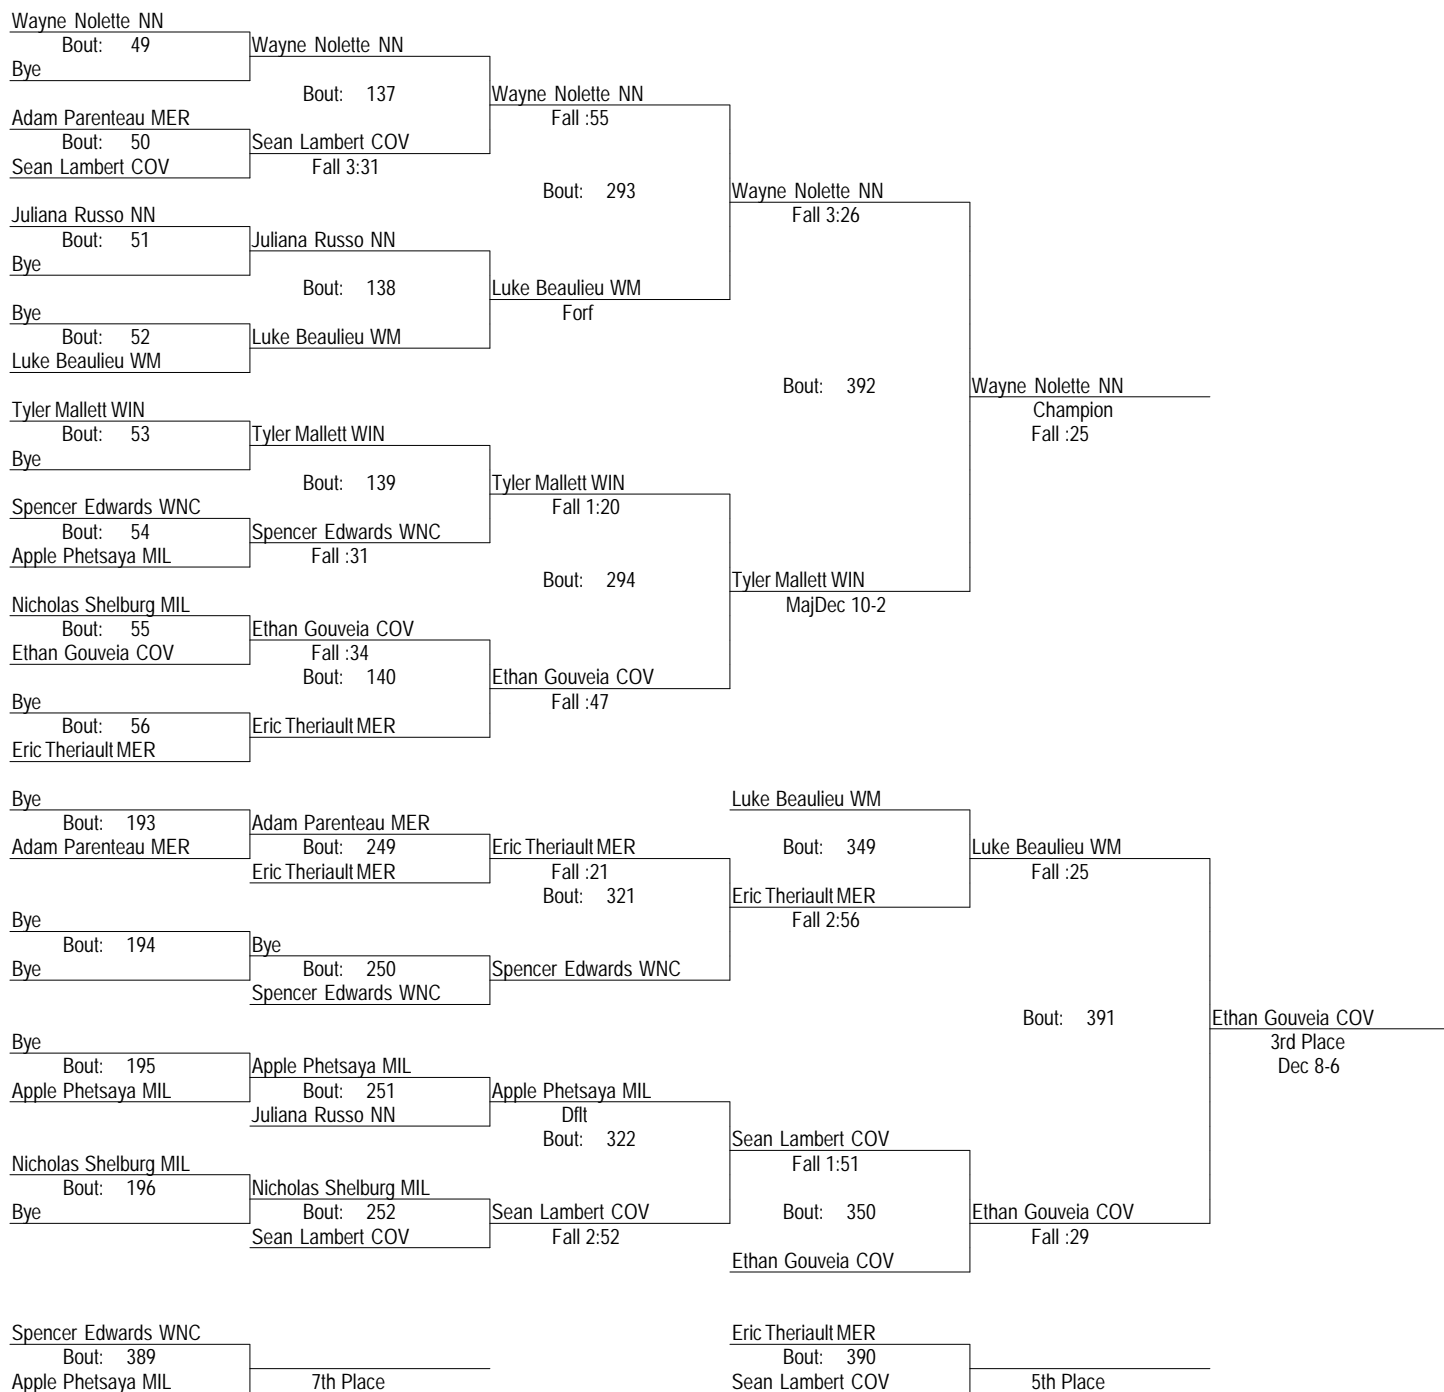 Wayne Nolette NN
Bout: 49
Wayne Nolette NN
Bye
Bout: 137
Wayne Nolette NN
Adam Parenteau MER
Fall :55
Bout: 50
Sean Lambert COV
Sean Lambert COV
Fall 3:31
Bout: 293
Wayne Nolette NN
Juliana Russo NN
Fall 3:26
Bout: 51
Juliana Russo NN
Bye
Bout: 138
Luke Beaulieu WM
Bye
Forf
Bout: 52
Luke Beaulieu WM
Luke Beaulieu WM
Bout: 392
Wayne Nolette NN
Tyler Mallett WIN
Champion
Bout: 53
Tyler Mallett WIN
Fall :25
Bye
Bout: 139
Tyler Mallett WIN
Spencer Edwards WNC
Fall 1:20
Bout: 54
Spencer Edwards WNC
Apple Phetsaya MIL
Fall :31
Bout: 294
Tyler Mallett WIN
Nicholas Shelburg MIL
MajDec 10-2
Bout: 55
Ethan Gouveia COV
Ethan Gouveia COV
Fall :34
Bout: 140
Ethan Gouveia COV
Bye
Fall :47
Bout: 56
Eric Theriault MER
Eric Theriault MER
Bye
Luke Beaulieu WM
Bout: 193
Adam Parenteau MER
Adam Parenteau MER
Bout: 249
Eric Theriault MER
Bout: 349
Luke Beaulieu WM
Eric Theriault MER
Fall :21
Fall :25
Bout: 321
Eric Theriault MER
Bye
Fall 2:56
Bout: 194
Bye
Bye
Bout: 250
Spencer Edwards WNC
Spencer Edwards WNC
Bout: 391
Ethan Gouveia COV
Bye
3rd Place
Bout: 195
Apple Phetsaya MIL
Dec 8-6
Apple Phetsaya MIL
Bout: 251
Apple Phetsaya MIL
Juliana Russo NN
Dflt
Bout: 322
Sean Lambert COV
Nicholas Shelburg MIL
Fall 1:51
Bout: 196
Nicholas Shelburg MIL
Bye
Bout: 252
Sean Lambert COV
Bout: 350
Ethan Gouveia COV
Sean Lambert COV
Fall 2:52
Fall :29
Ethan Gouveia COV
Spencer Edwards WNC
Eric Theriault MER
Bout: 389
Bout: 390
Apple Phetsaya MIL
7th Place
Sean Lambert COV
5th Place